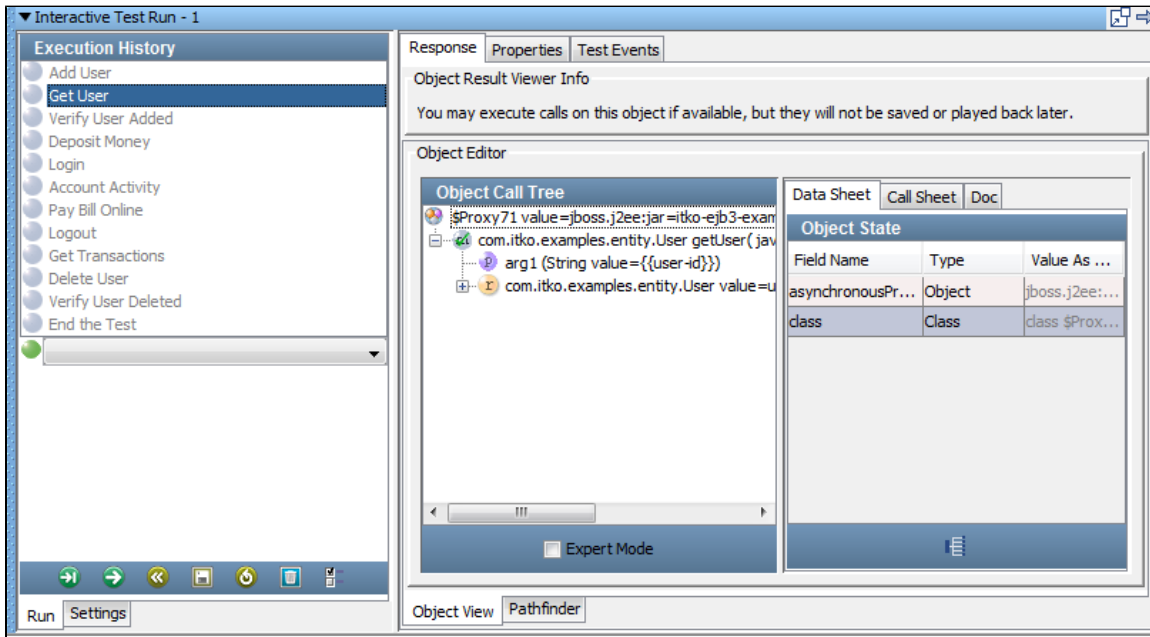 Interactive Test Run - 1
Execution History
Add User
Get User
Verify User Added
Deposit Money
Login
Account Activity
Pay Bill Online
Logout
Get Transactions
Delete User
Verify User Deleted
End the Test
Run
Settings
Response
Properties
Test Events
Object Result Viewer Info
You may execute calls on this object if available, but they will not be saved or played back later.
Object Editor
Object Call Tree
$Proxy71 value=jboss.j2ee:jar=itko-ejb3-exam
com.itko.examples.entity.User getUser( jav
arg1 (String value={{user-id}})
com.itko.examples.entity.User value=u
Expert Mode
Data Sheet
Call Sheet
Doc
Object State
Field Name Type Value As ...
asynchronousPr... Object jboss.j2ee:...
class Class class $Prox...
Object View
Pathfinder